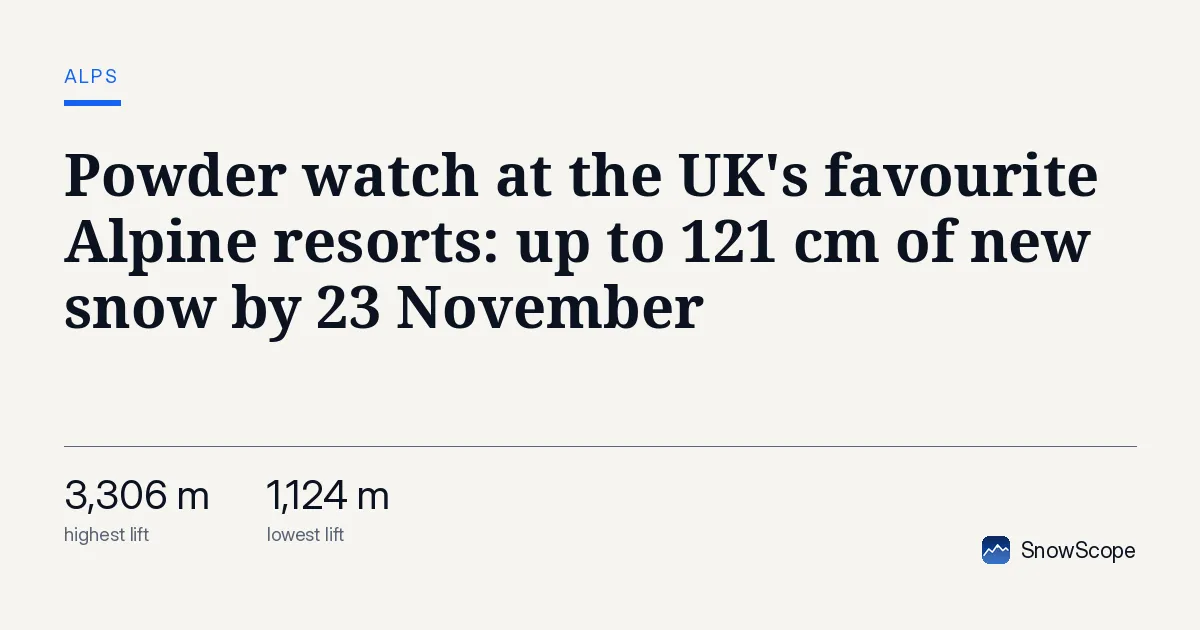 ALPS
Powder watch at the UK's favourite
Alpine resorts: up to 121 cm of new
snow by 23 November
3,306 m
highest lift
1,124 m
lowest lift
SnowScope